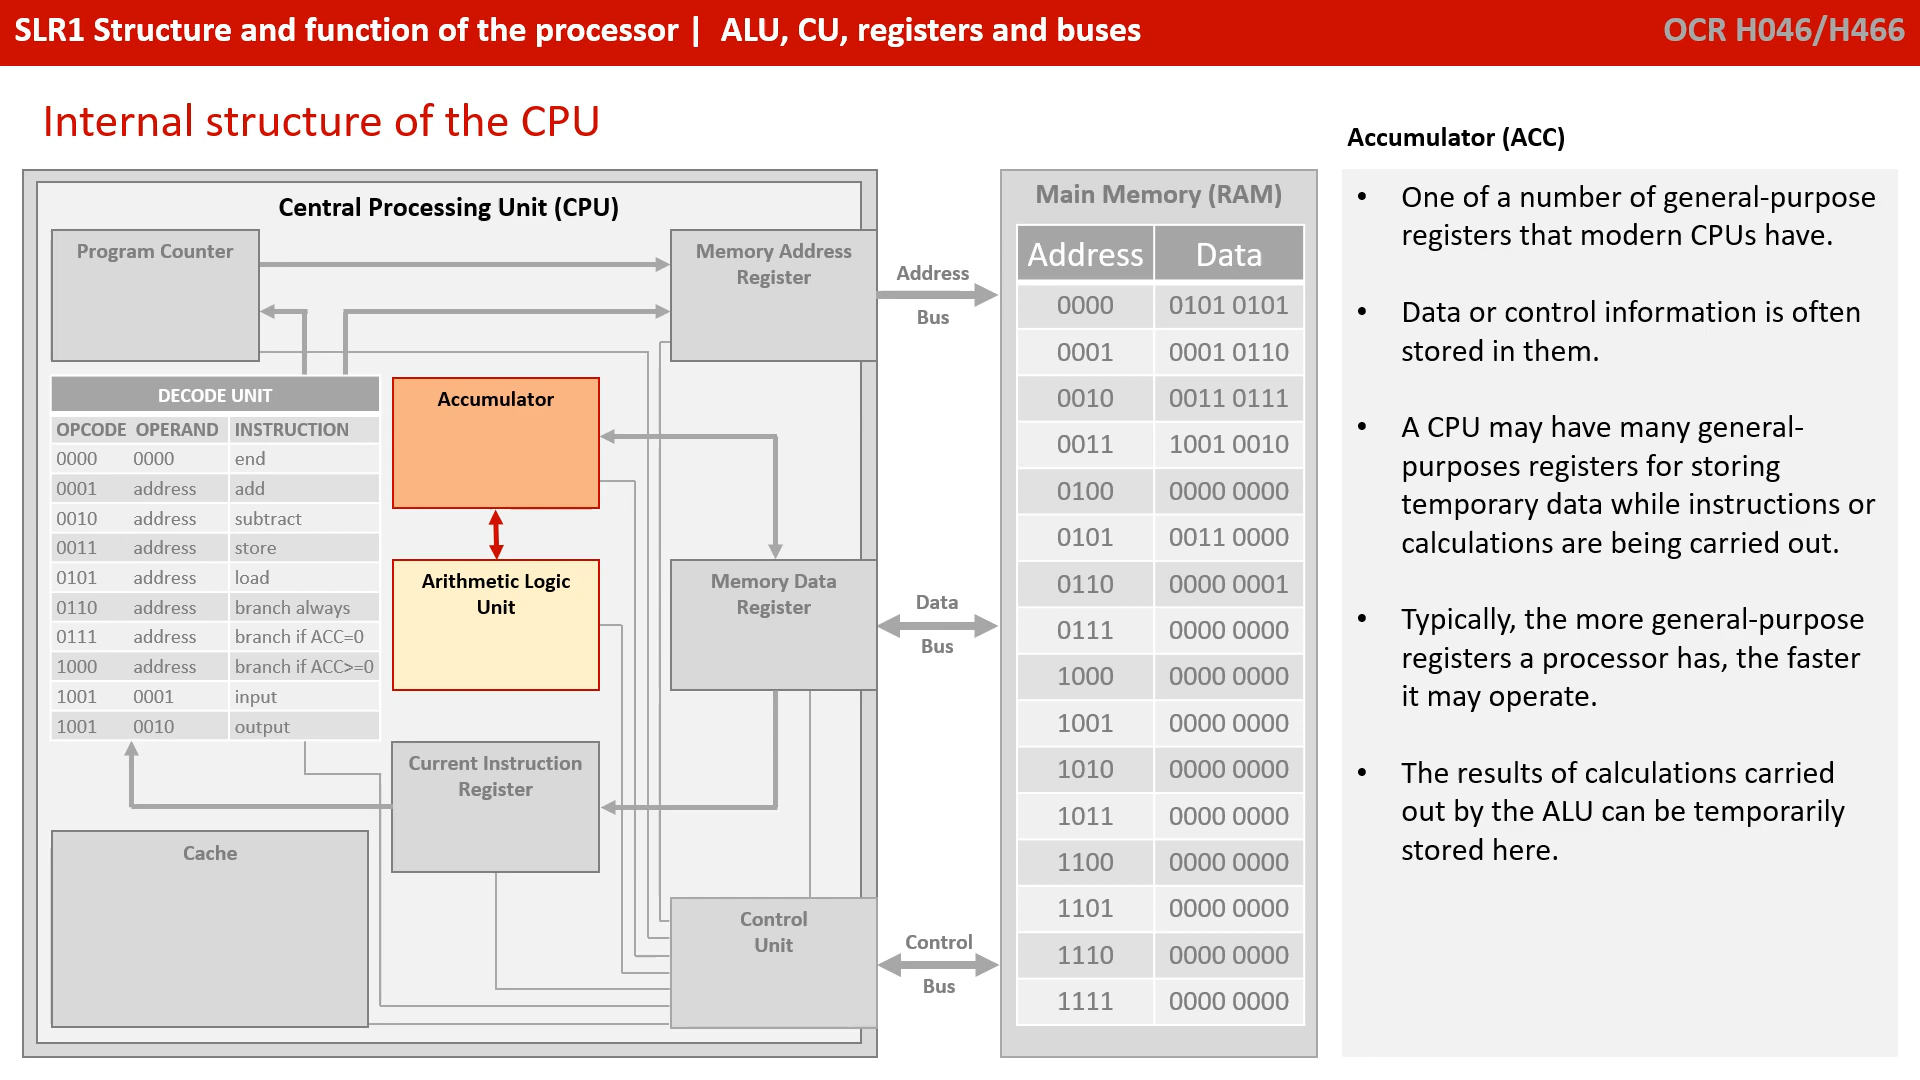 SLR1 Structure and function of the processor | ALU, CU, registers and buses
OCR H046/H466
Internal structure of the CPU
Central Processing Unit (CPU)
Program Counter
Memory Address
Register
Address
Bus
DECODE UNIT
OPCODE OPERAND INSTRUCTION
0000 0000 end
0001 address add
0010 address subtract
0011 address store
0101 address load
0110 address branch always
0111 address branch if ACC=0
1000 address branch if ACC>=0
1001 0001 input
1001 0010 output
Accumulator
Arithmetic Logic
Unit
Memory Data
Register
Data
Bus
Current Instruction
Register
Cache
Control
Unit
Control
Bus
Main Memory (RAM)
Address Data
0000 0101 0101
0001 0001 0110
0010 0011 0111
0011 1001 0010
0100 0000 0000
0101 0011 0000
0110 0000 0001
0111 0000 0000
1000 0000 0000
1001 0000 0000
1010 0000 0000
1011 0000 0000
1100 0000 0000
1101 0000 0000
1110 0000 0000
1111 0000 0000
Accumulator (ACC)
• One of a number of general-purpose
registers that modern CPUs have.
• Data or control information is often
stored in them.
• A CPU may have many general-
purposes registers for storing
temporary data while instructions or
calculations are being carried out.
• Typically, the more general-purpose
registers a processor has, the faster
it may operate.
• The results of calculations carried
out by the ALU can be temporarily
stored here.